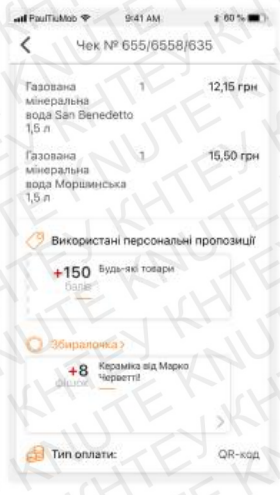 PaulTiuMob 9:41 AM 60 %
Чек № 655/6558/635
Газована 1 12,15 грн
мінеральна
вода San Benedetto
1,5 л
Газована 1 15,50 грн
мінеральна
вода Моршинська
1,5 л
Використані персональні пропозиції
+150 Будь-які товари
балів
Збиралочка >
+8 Кераміка від Марко
фішок Черветті!
Тип оплати: QR-код
KHTEY KNUTE